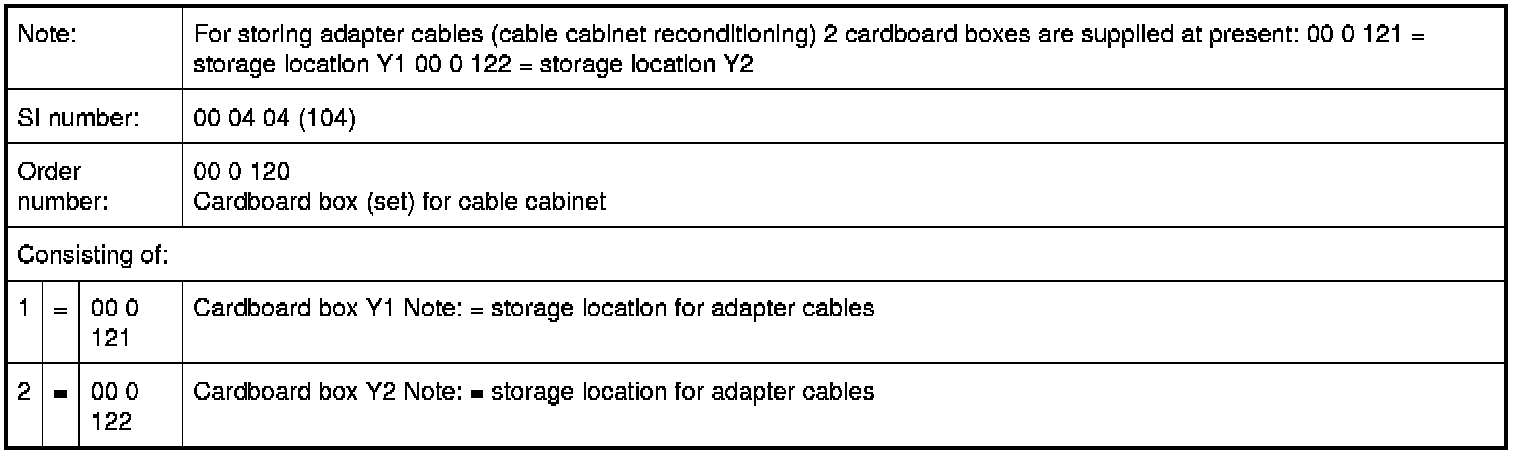 Note: For storing adapter cables (cable cabinet reconditioning) 2 cardboard boxes are supplied at present: 00 0 121 =
storage location Y1 00 0 122 = storage location Y2
SI number: 00 04 04 (104)
Order 00 0 120
number: Cardboard box (set) for cable cabinet
Consisting of:
1 = 00 0 Cardboard box Y1 Note: = storage location for adapter cables
121
2 = 00 0 Cardboard box Y2 Note: = storage location for adapter cables
122